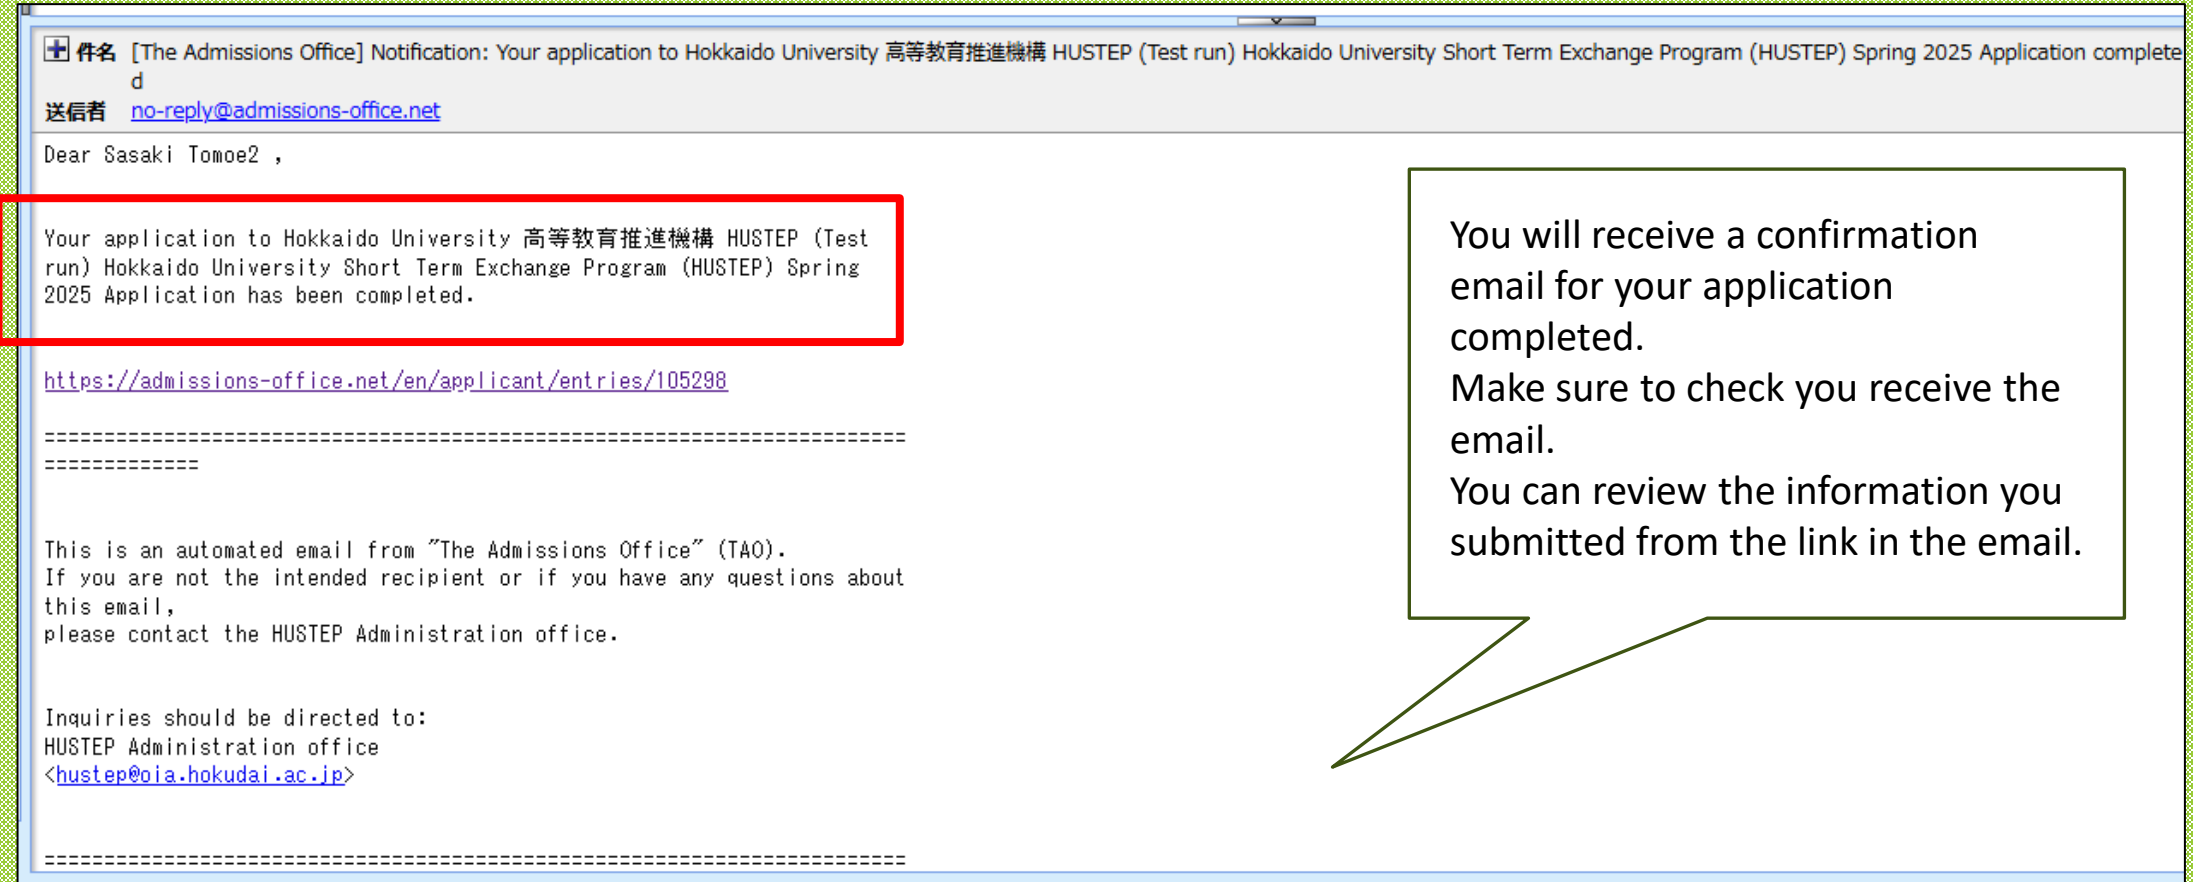 件名 [The Admissions Office] Notification: Your application to Hokkaido University 高等教育推進機構 HUSTEP (Test run) Hokkaido University Short Term Exchange Program (HUSTEP) Spring 2025 Application complete
d
送信者 no-reply@admissions-office.net
Dear Sasaki Tomoe2 ,
Your application to Hokkaido University 高等教育推進機構 HUSTEP (Test
run) Hokkaido University Short Term Exchange Program (HUSTEP) Spring
2025 Application has been completed.
https://admissions-office.net/en/applicant/entries/105298
========================================================================
=============
This is an automated email from "The Admissions Office" (TAO).
If you are not the intended recipient or if you have any questions about
this email,
please contact the HUSTEP Administration office.
Inquiries should be directed to:
HUSTEP Administration office
<hustep@oia.hokudai.ac.jp>
========================================================================
You will receive a confirmation
email for your application
completed.
Make sure to check you receive the
email.
You can review the information you
submitted from the link in the email.